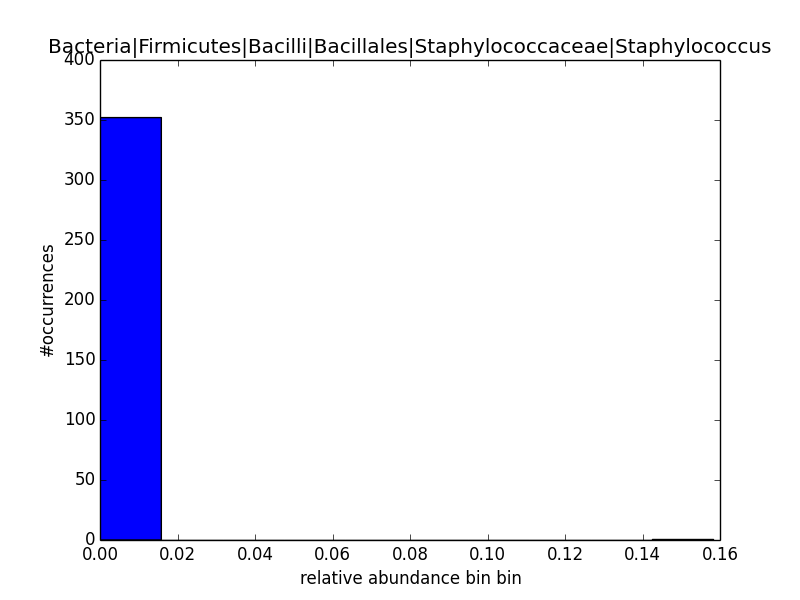 Bacteria|Firmicutes|Bacilli|Bacillales|Staphylococcaceae|Staphylococcus
400
350
300
250
200
150
100
50
0
#occurrences
0.00 0.02 0.04 0.06 0.08 0.10 0.12 0.14 0.16
relative abundance bin bin